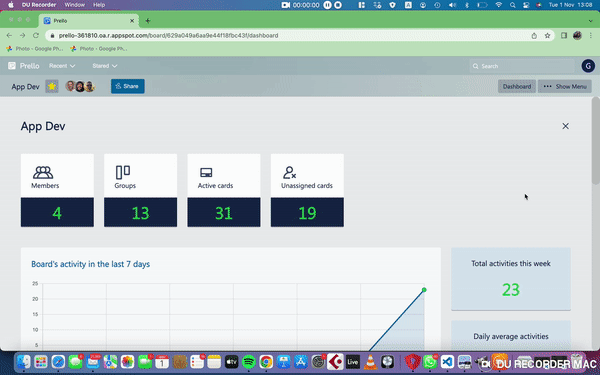 DU Recorder Window Help
00:00:00
Tue 1 Nov 13:08
Prello
prello-361810.oa.r.appspot.com/board/629a049a6aa9e44f18fbc43f/dashboard
Photo - Google Ph... Photo - Google Ph...
Prello Recent Starred Search G
App Dev Share Dashboard ••• Show Menu
App Dev
Members Groups Active cards Unassigned cards
4 13 31 19
Board's activity in the last 7 days
Total activities this week
23
25
20
15
10
5
Daily average activities
DU RECORDER MAC